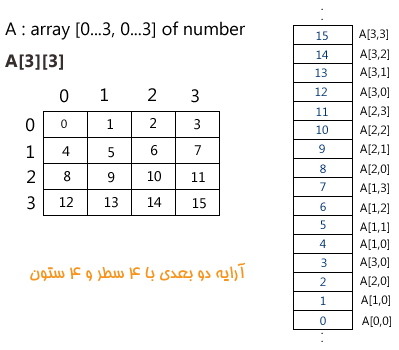 A : array [0...3, 0...3] of number
A[3][3]
0 1 2 3
0 0 1 2 3
1 4 5 6 7
2 8 9 10 11
3 12 13 14 15
آرایه دو بعدی با ۴ سطر و ۴ ستون
15 A[3,3]
14 A[3,2]
13 A[3,1]
12 A[3,0]
11 A[2,3]
10 A[2,2]
9 A[2,1]
8 A[2,0]
7 A[1,3]
6 A[1,2]
5 A[1,1]
4 A[1,0]
3 A[3,0]
2 A[2,0]
1 A[1,0]
0 A[0,0]